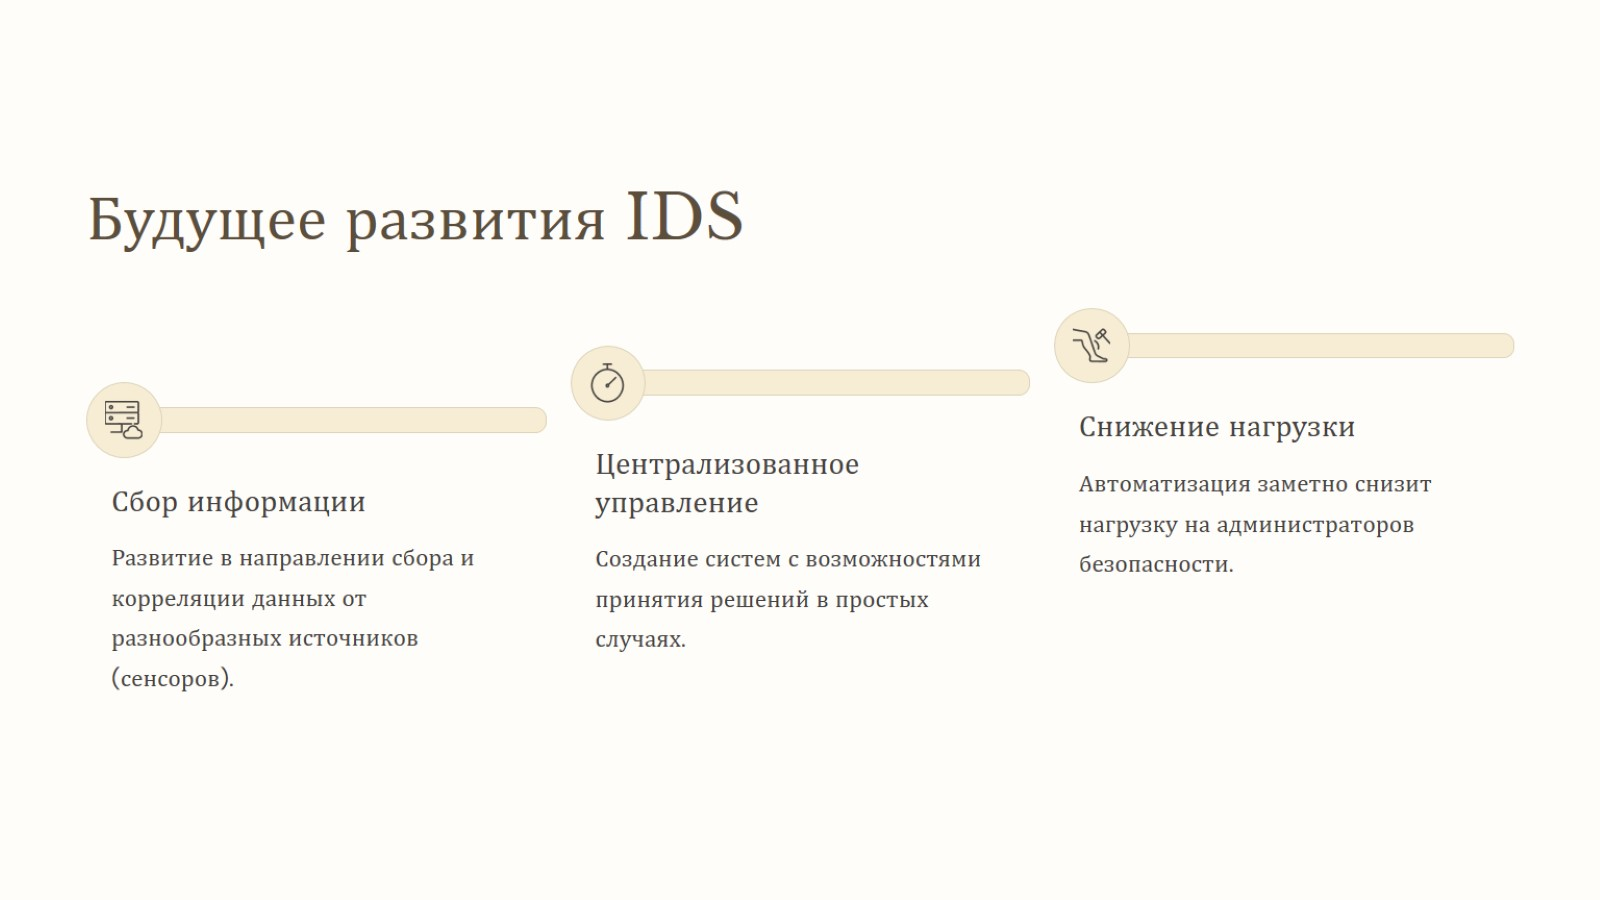 Будущее развития IDS
Сбор информации
Развитие в направлении сбора и
корреляции данных от
разнообразных источников
(сенсоров).
Централизованное
управление
Создание систем с возможностями
принятия решений в простых
случаях.
Снижение нагрузки
Автоматизация заметно снизит
нагрузку на администраторов
безопасности.